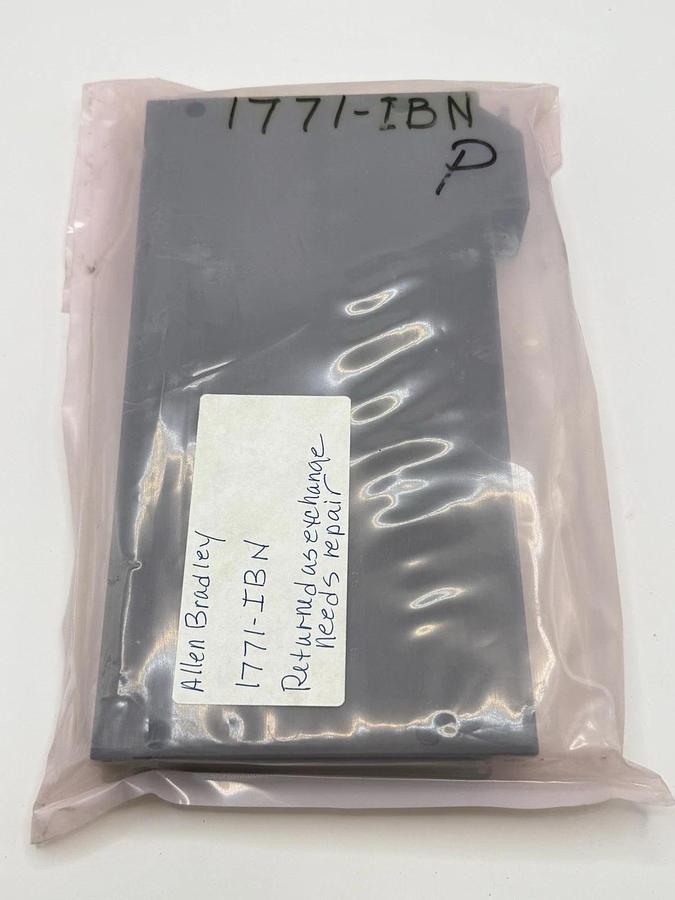 1771-IBN
P
Allen Bradley
1771-IBN
Returned as exchange
needs repair